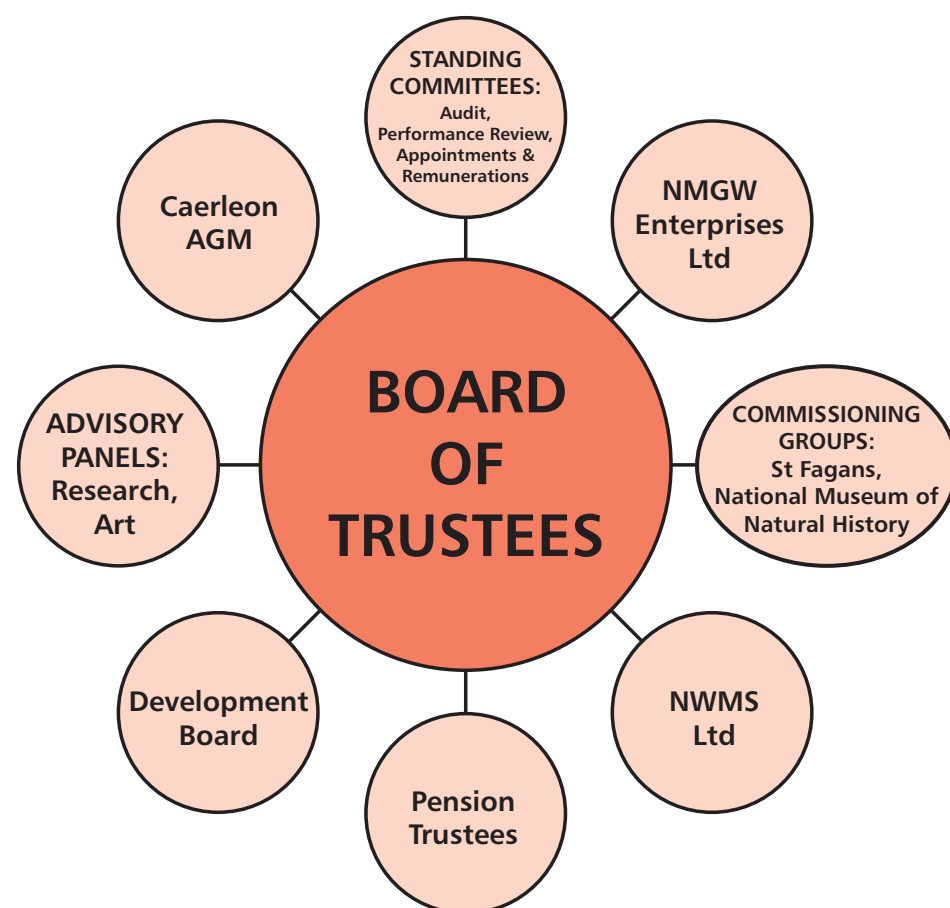 STANDING
COMMITTEES:
Audit,
Performance Review,
Appointments &
Remunerations
NMGW
Enterprises
Ltd
COMMISSIONING
GROUPS:
St Fagans,
National Museum of
Natural History
NWMS
Ltd
Pension
Trustees
Development
Board
ADVISORY
PANELS:
Research,
Art
Caerleon
AGM
BOARD
OF
TRUSTEES